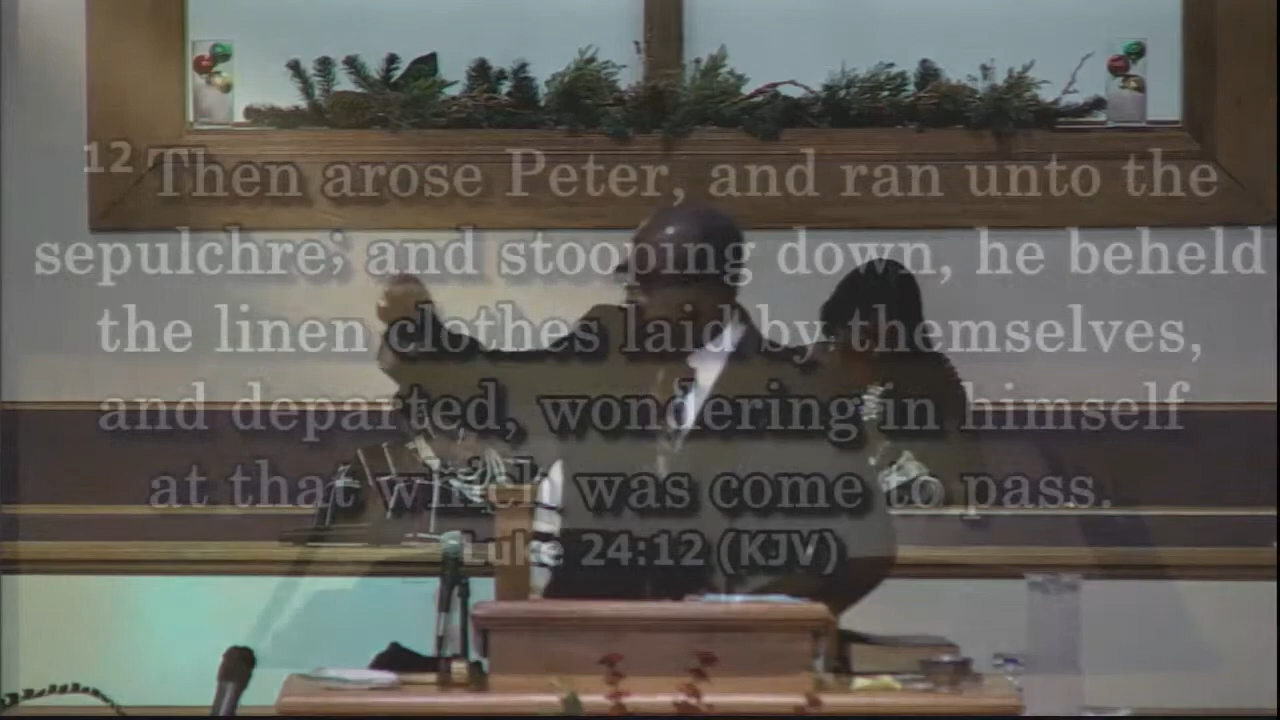 12 Then arose Peter, and ran unto the
sepulchre; and stooping down, he beheld
the linen clothes laid by themselves,
and departed, wondering in himself
at that which was come to pass.
Luke 24:12 (KJV)